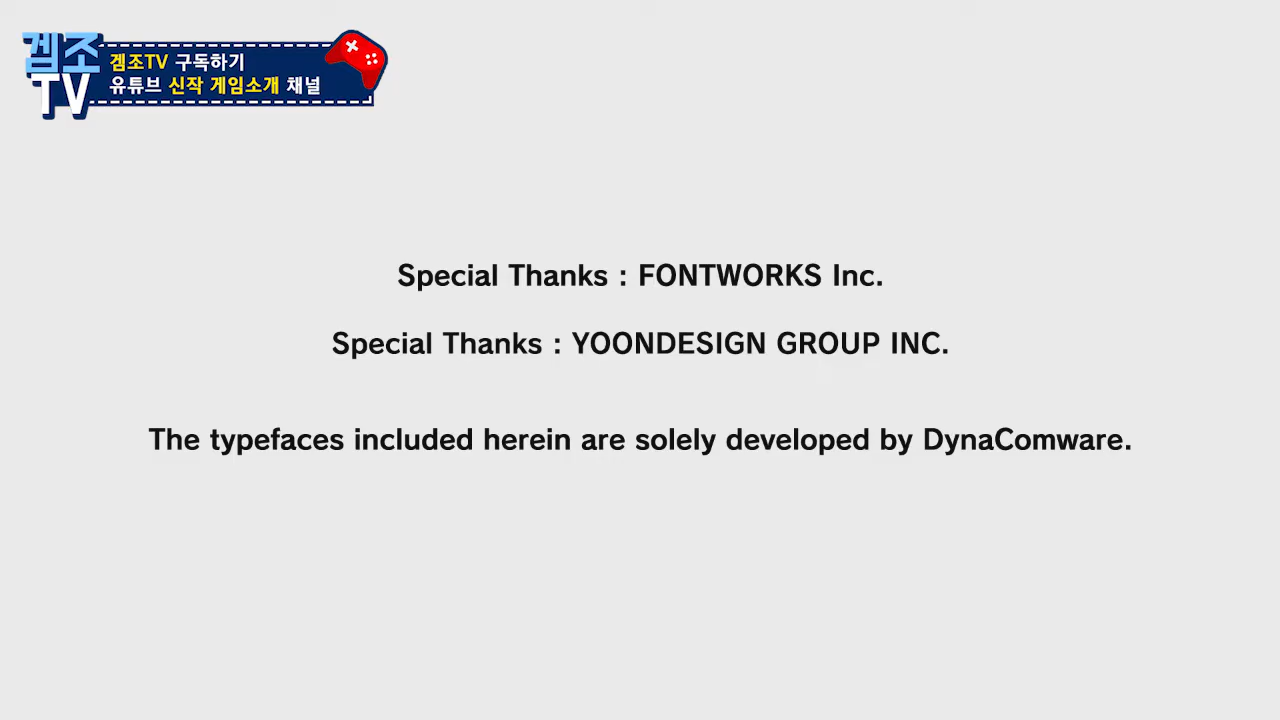 겜조
TV
겜조TV 구독하기
유튜브 신작 게임소개 채널
Special Thanks : FONTWORKS Inc.
Special Thanks : YOONDESIGN GROUP INC.
The typefaces included herein are solely developed by DynaComware.